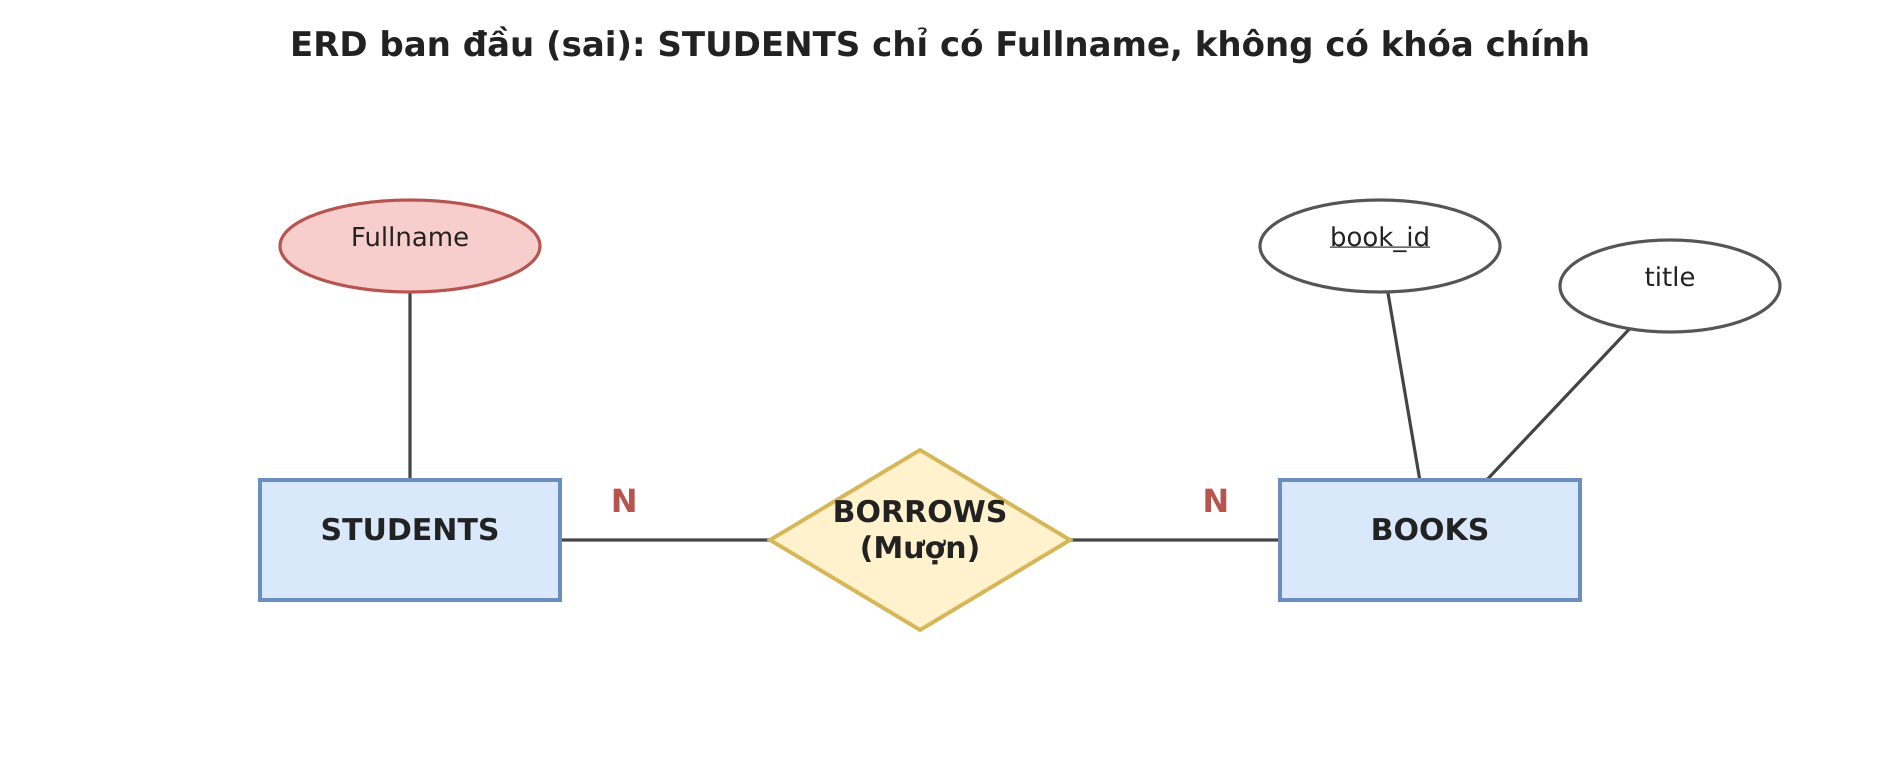 ERD ban đầu (sai): STUDENTS chỉ có Fullname, không có khóa chính
Fullname
book_id
title
STUDENTS
N
BORROWS
(Mượn)
N
BOOKS